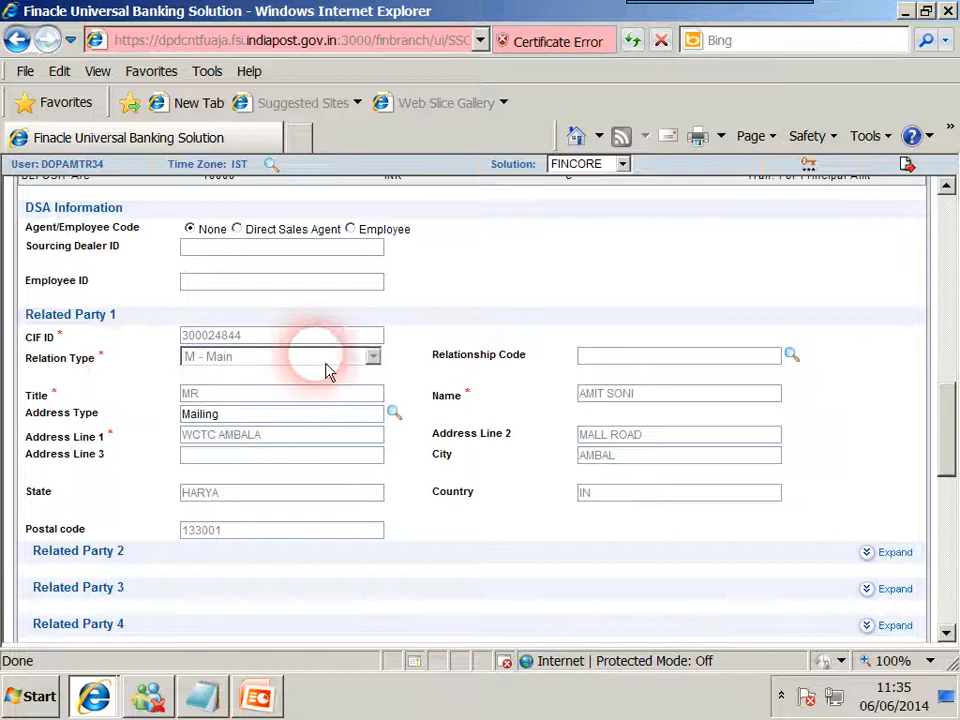 Finacle Universal Banking Solution - Windows Internet Explorer
https://dpdcntfuaja.fsi.indiapost.gov.in:3000/finbranch/ui/SSC Certificate Error Bing
File Edit View Favorites Tools Help
Favorites New Tab Suggested Sites Web Slice Gallery
Finacle Universal Banking Solution Page Safety Tools
User: DOPAMTR34 Time Zone: IST Solution: FINCORE
DSA Information
Agent/Employee Code None Direct Sales Agent Employee
Sourcing Dealer ID
Employee ID
Related Party 1
CIF ID * 300024844
Relation Type * M - Main Relationship Code
Title * MR Name * AMIT SONI
Address Type Mailing
Address Line 1 * WCTC AMBALA Address Line 2 MALL ROAD
Address Line 3 City AMBAL
State HARYA Country IN
Postal code 133001
Related Party 2 Expand
Related Party 3 Expand
Related Party 4 Expand
Done Internet | Protected Mode: Off 100%
Start 11:35
06/06/2014